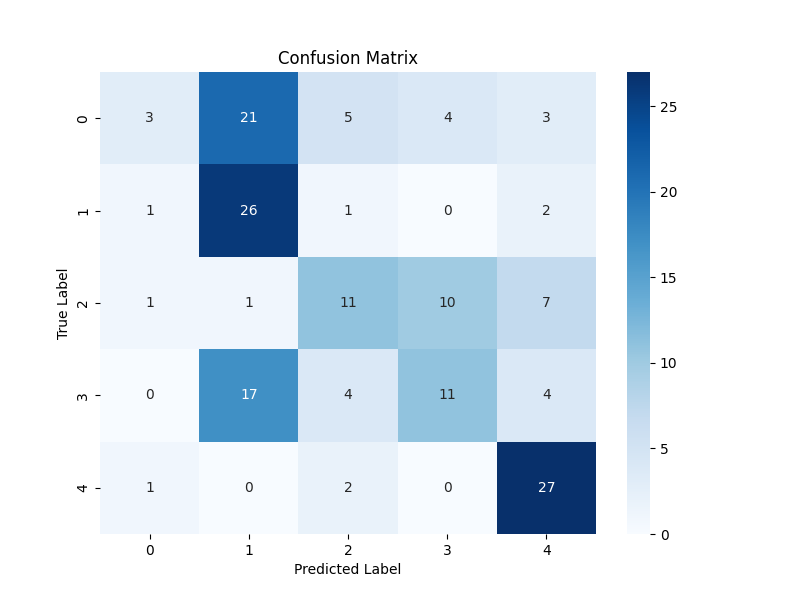 Confusion Matrix
0 3 21 5 4 3
1 1 26 1 0 2
2 1 1 11 10 7
3 0 17 4 11 4
4 1 0 2 0 27
0 1 2 3 4
True Label
Predicted Label
25
20
15
10
5
0